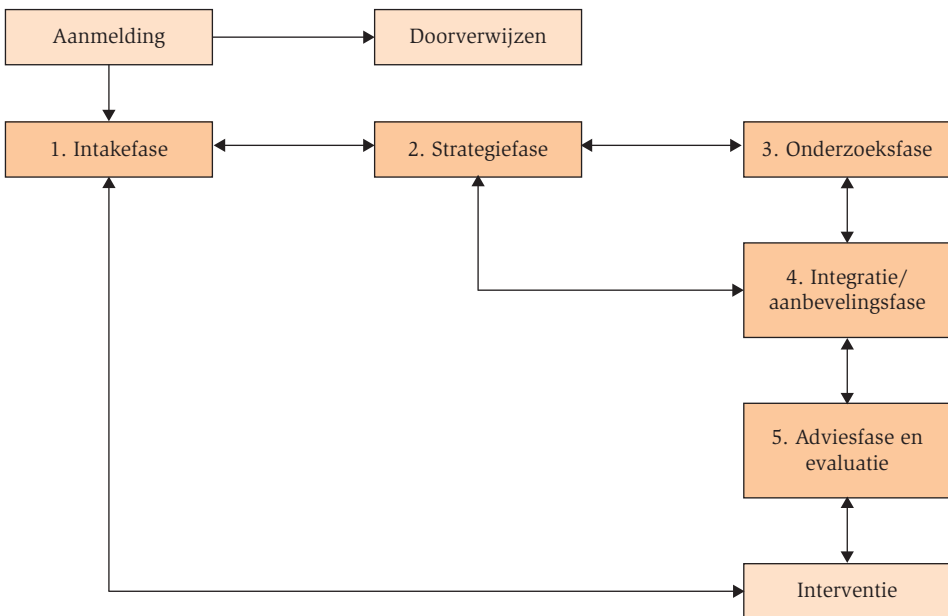 Aanmelding
Doorverwijzen
1. Intakefase
2. Strategiefase
3. Onderzoeksfase
4. Integratie/
aanbevelingsfase
5. Adviesfase en
evaluatie
Interventie